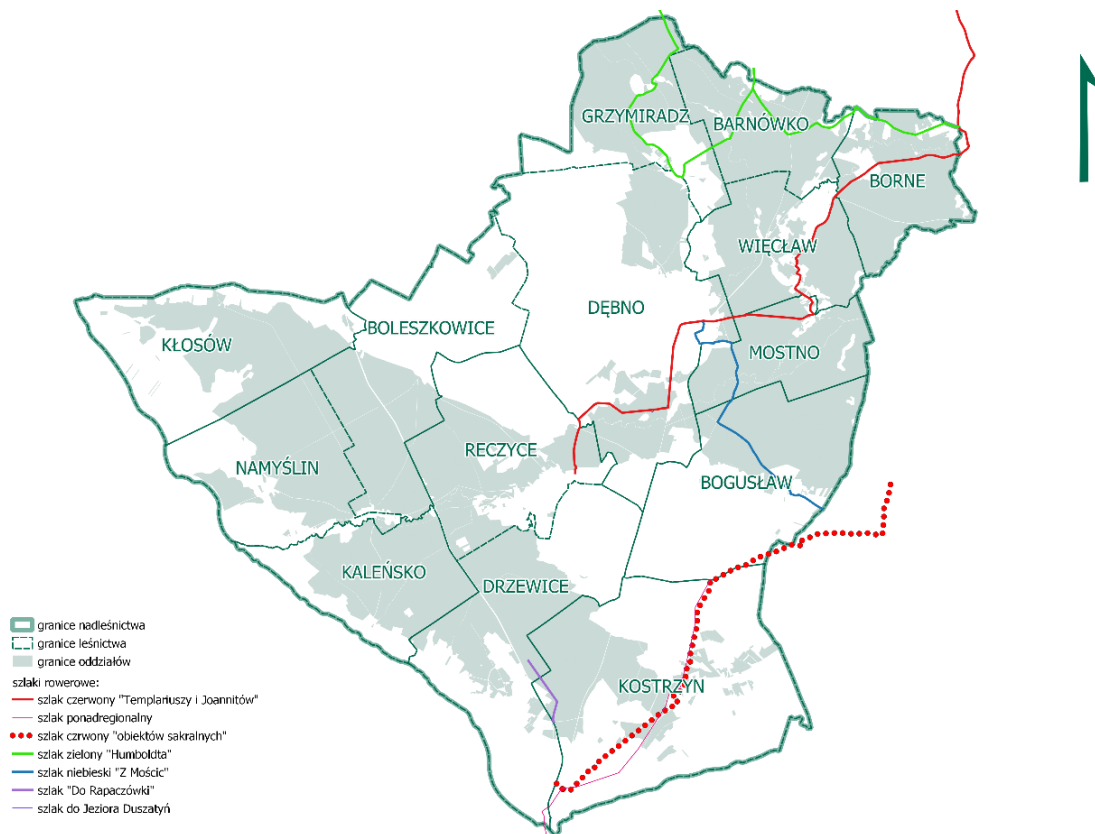 GRZYMIRADZ
BARNÓWKO
BORNE
WIĘCŁAW
DĘBNO
BOLESZKOWICE
KŁOSÓW
MOSTNO
RECZYCE
NAMYŚLIN
BOGUSŁAW
KALEŃSKO
DRZEWICE
KOSTRZYN
granice nadleśnictwa
granice leśnictwa
granice oddziałów
szlaki rowerowe:
szlak czerwony "Templariuszy i Joannitów"
szlak ponadregionalny
szlak czrwony "obiektów sakralnych"
szlak zielony "Humboldta"
szlak niebieski "Z Mościc"
szlak "Do Rapaczówki"
szlak do Jeziora Duszatyń